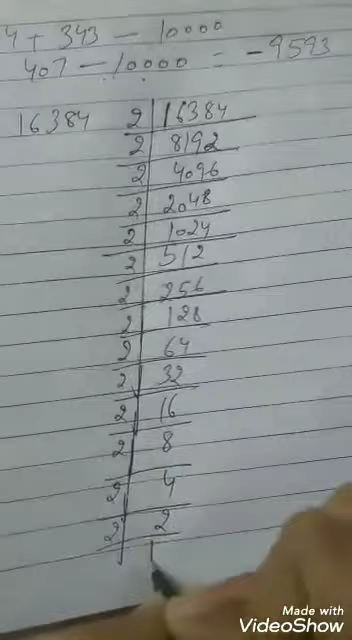 4 + 343 - 10000
407 - 10000 = -9593
16384 2 16384
2 8192
2 4096
2 2048
2 1024
2 512
2 256
2 128
2 64
2 32
2 16
2 8
2 4
2 2
1
Made with
VideoShow